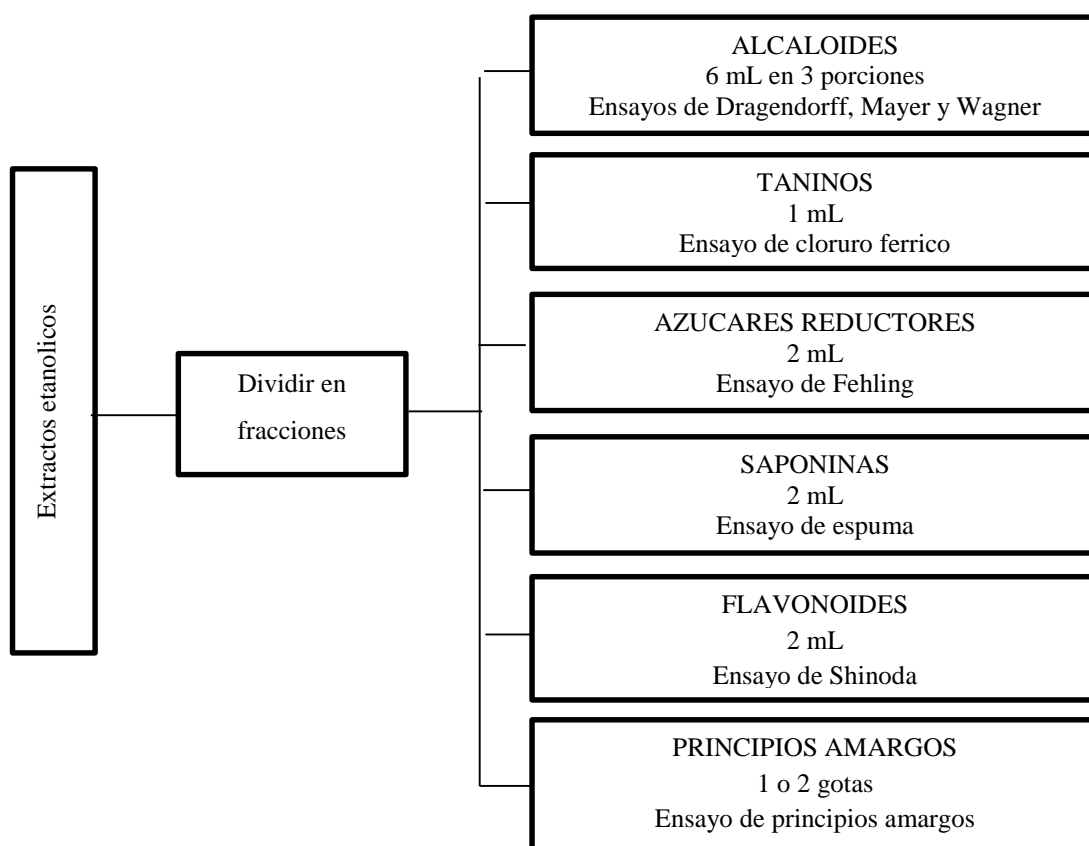 Extractos etanolicos
Dividir en
fracciones
ALCALOIDES
6 mL en 3 porciones
Ensayos de Dragendorff, Mayer y Wagner
TANINOS
1 mL
Ensayo de cloruro ferrico
AZUCARES REDUCTORES
2 mL
Ensayo de Fehling
SAPONINAS
2 mL
Ensayo de espuma
FLAVONOIDES
2 mL
Ensayo de Shinoda
PRINCIPIOS AMARGOS
1 o 2 gotas
Ensayo de principios amargos